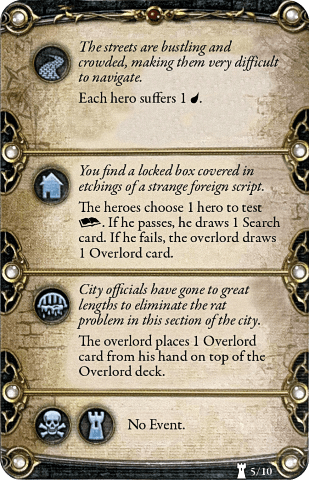 The streets are bustling and
crowded, making them very difficult
to navigate.
Each hero suffers 1 .
You find a locked box covered in
etchings of a strange foreign script.
The heroes choose 1 hero to test
. If he passes, he draws 1 Search
card. If he fails, the overlord draws
1 Overlord card.
City officials have gone to great
lengths to eliminate the rat
problem in this section of the city.
The overlord places 1 Overlord
card from his hand on top of the
Overlord deck.
No Event.
5/10